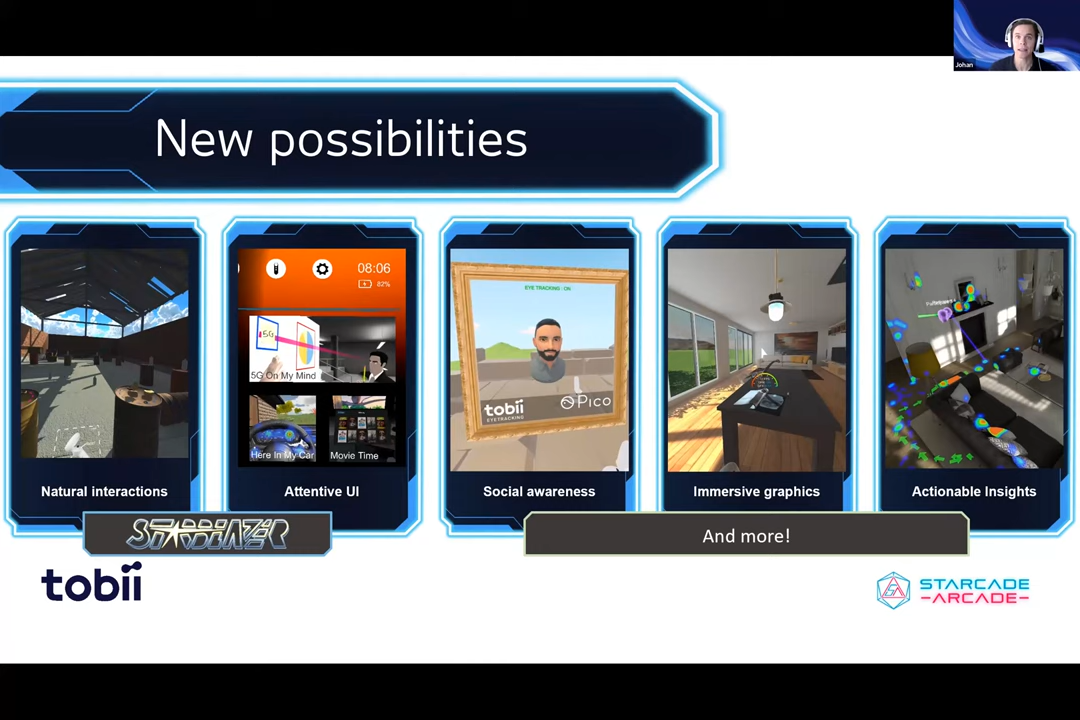 Johan
New possibilities
08:06
82%
5G
5G On My Mind
Here In My Car
Movie Time
EYE TRACKING : ON
tobii
EYETRACKING
Pico
Natural interactions
Attentive UI
Social awareness
Immersive graphics
Actionable Insights
STARBLAZER
And more!
tobii
STARCADE
-ARCADE-